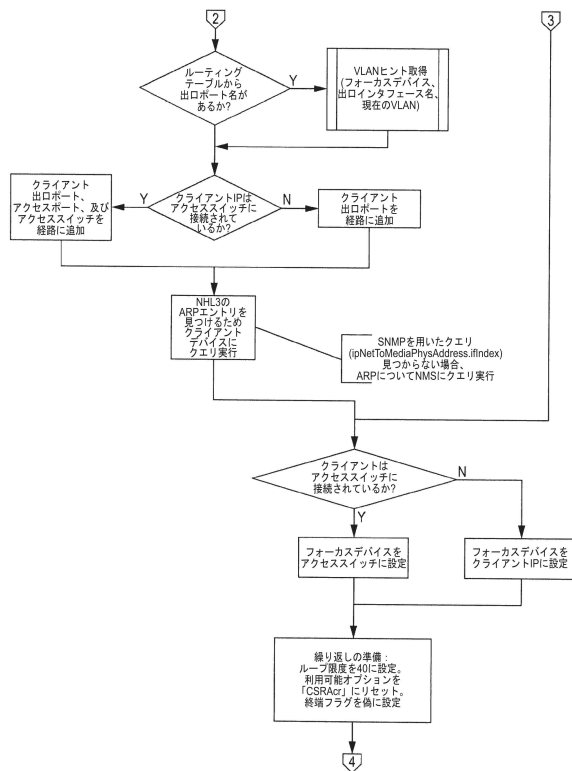 2
3
ルーティング
テーブルから
出口ポート名が
あるか?
Y
VLANヒント取得
(フォーカスデバイス、
出口インタフェース名、
現在のVLAN)
クライアント
出口ポート、
アクセスポート、及び
アクセススイッチを
経路に追加
Y
クライアントIPは
アクセススイッチに
接続されて
いるか?
N
クライアント
出口ポートを
経路に追加
NHL3の
ARPエントリを
見つけるため
クライアント
デバイスに
クエリ実行
SNMPを用いたクエリ
(ipNetToMediaPhysAddress.ifIndex)
見つからない場合、
ARPについてNMSにクエリ実行
クライアントは
アクセススイッチに
接続されているか?
N
Y
フォーカスデバイスを
アクセススイッチに設定
フォーカスデバイスを
クライアントIPに設定
繰り返しの準備:
ループ限度を40に設定。
利用可能オプションを
「CSRAcr」にリセット。
終端フラグを偽に設定
4